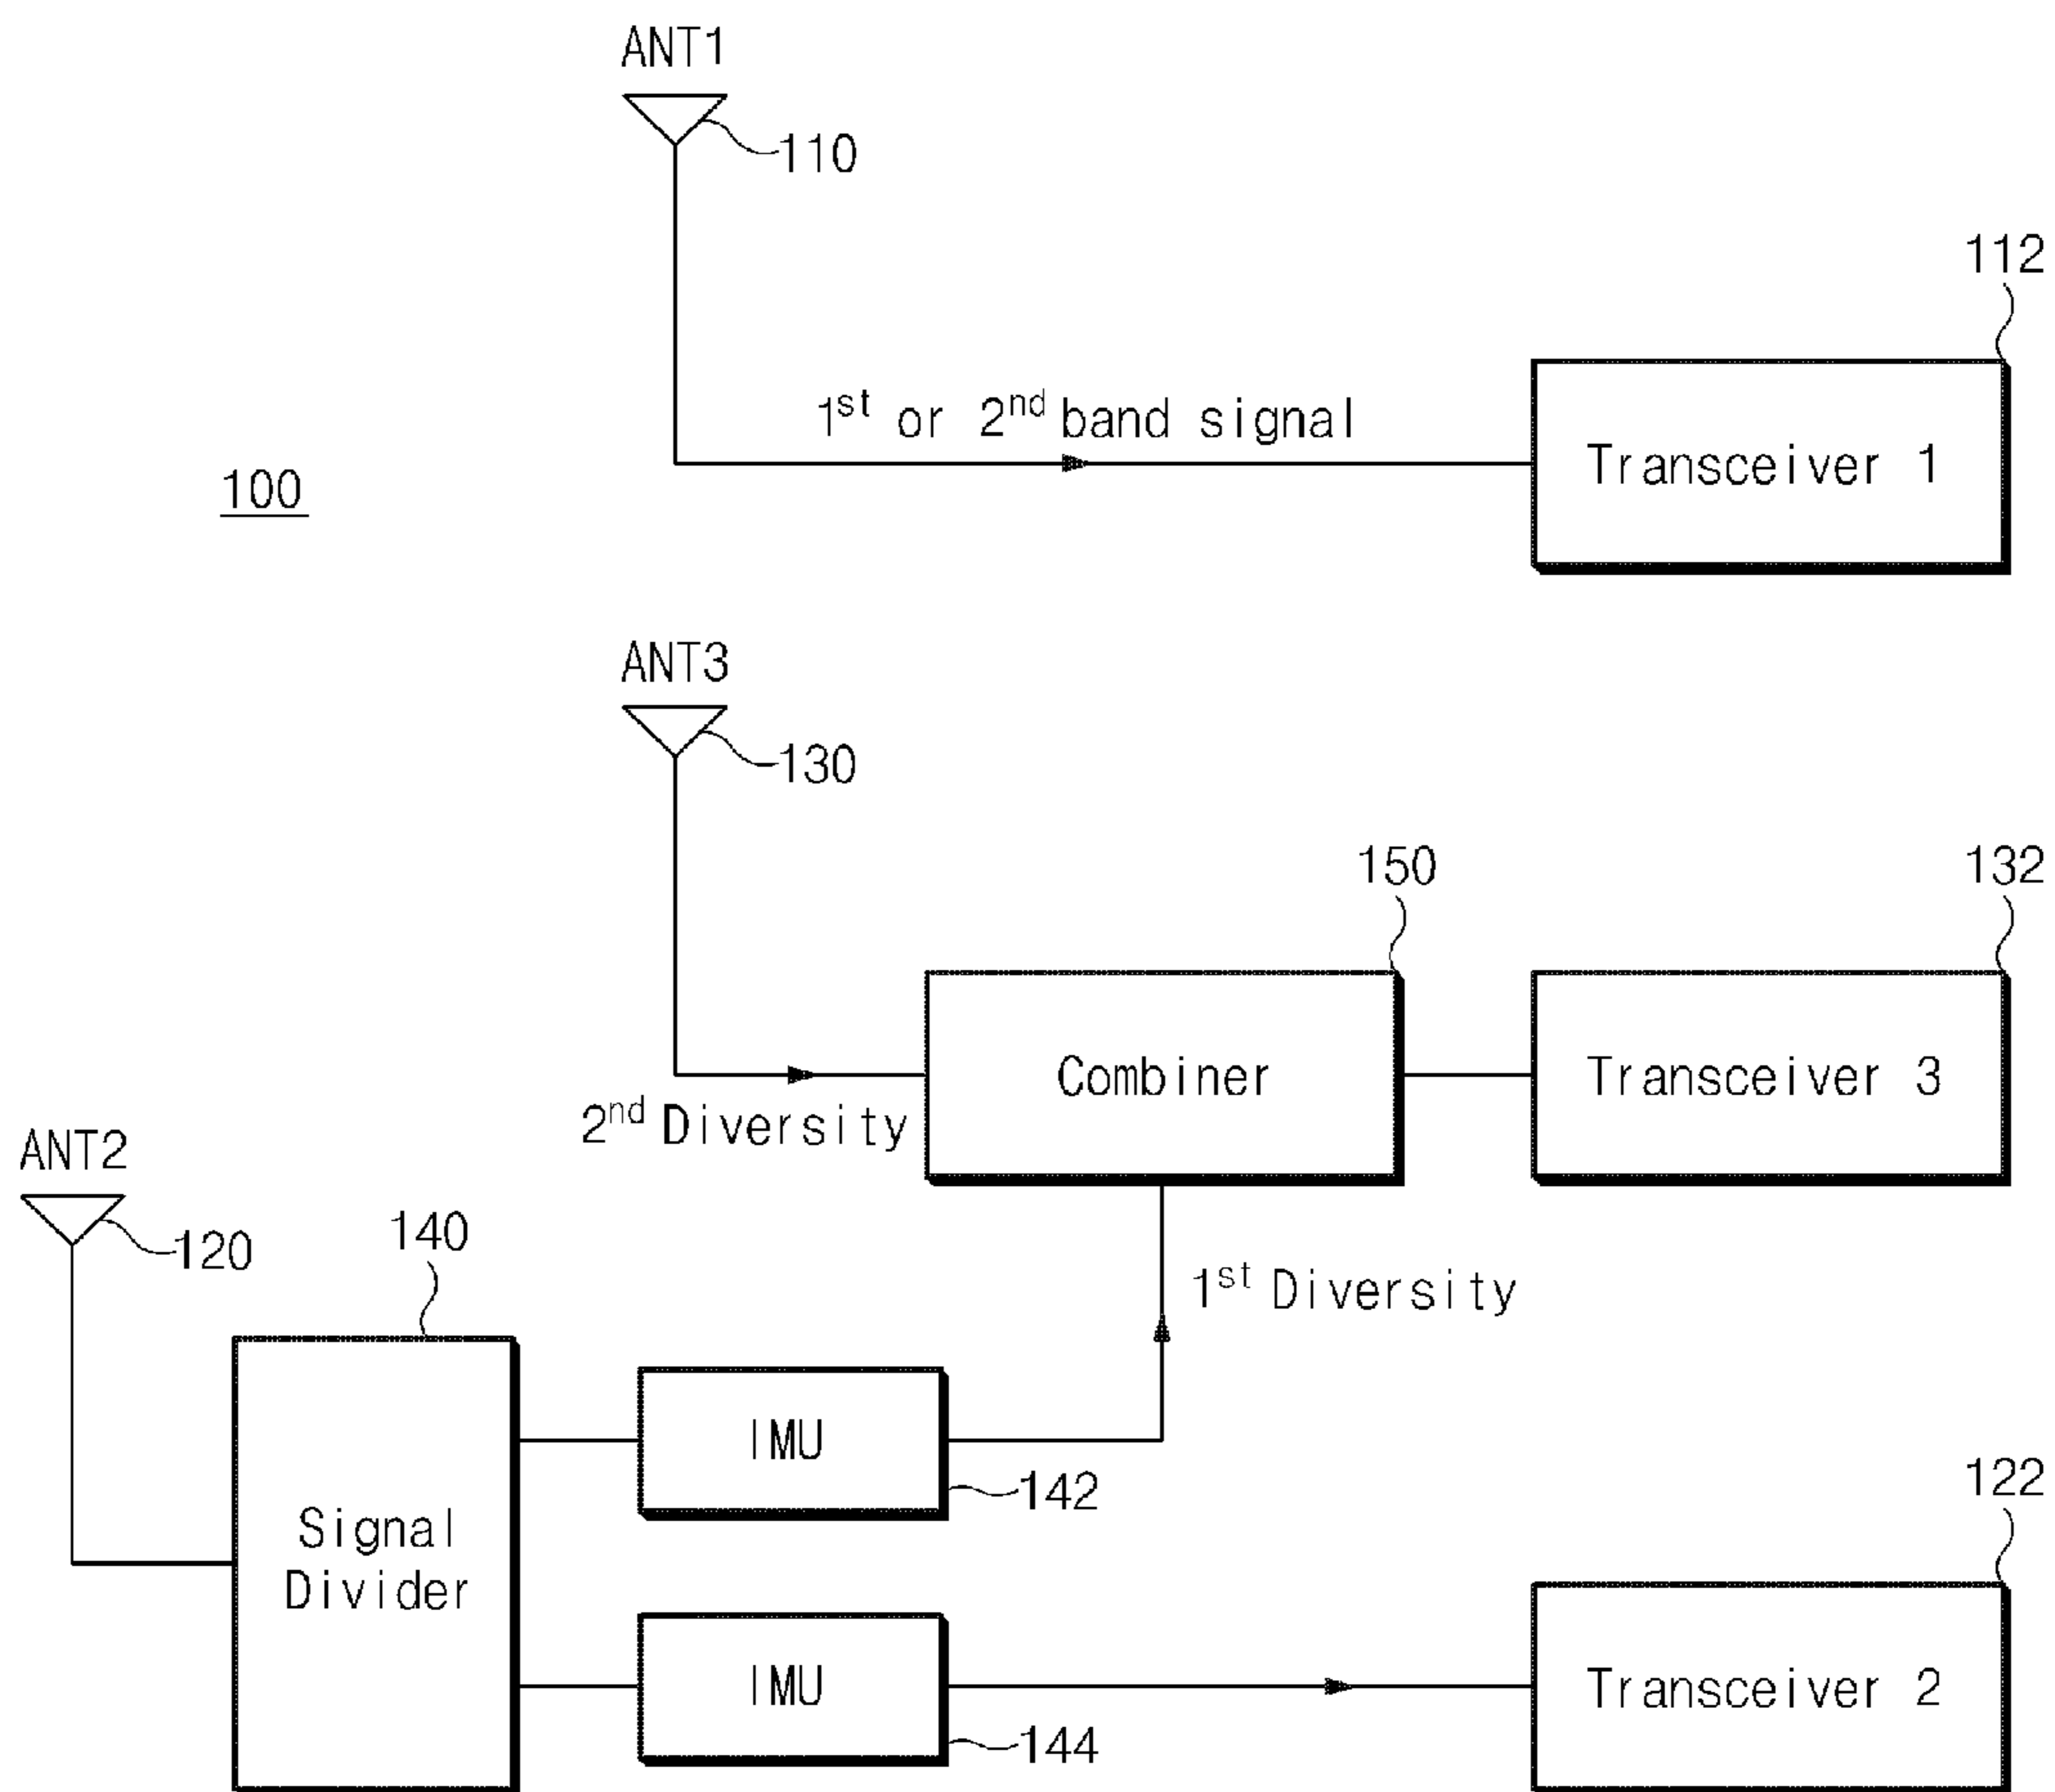 ANT1
110
112
1st or 2nd band signal
Transceiver 1
100
ANT3
130
150
132
Combiner
Transceiver 3
2nd Diversity
ANT2
120
140
1st Diversity
IMU
142
122
Signal
Divider
IMU
144
Transceiver 2